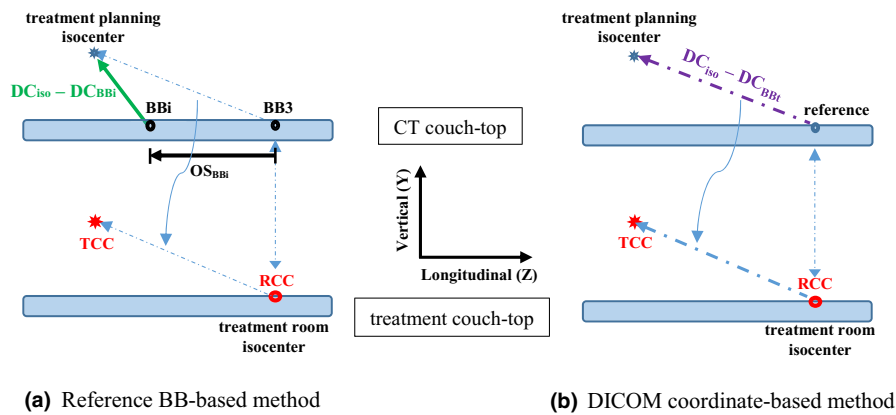 treatment planning
isocenter
DCiso – DCBBi
BBi
BB3
OSBBi
TCC
RCC
treatment room
isocenter
CT couch-top
Vertical (Y)
Longitudinal (Z)
treatment couch-top
treatment planning
isocenter
DCiso – DCBBt
reference
TCC
RCC
treatment room
isocenter
(a) Reference BB-based method
(b) DICOM coordinate-based method